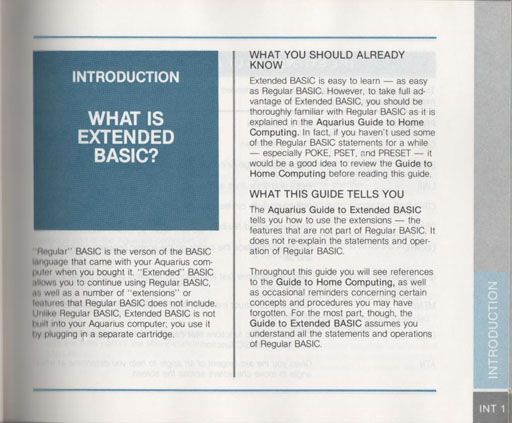 INTRODUCTION
WHAT IS
EXTENDED
BASIC?
"Regular" BASIC is the verson of the BASIC
language that came with your Aquarius com-
puter when you bought it. "Extended" BASIC
allows you to continue using Regular BASIC,
as well as a number of "extensions" or
features that Regular BASIC does not include.
Unlike Regular BASIC, Extended BASIC is not
built into your Aquarius computer; you use it
by plugging in a separate cartridge.
WHAT YOU SHOULD ALREADY
KNOW
Extended BASIC is easy to learn — as easy
as Regular BASIC. However, to take full ad-
vantage of Extended BASIC, you should be
thoroughly familiar with Regular BASIC as it is
explained in the Aquarius Guide to Home
Computing. In fact, if you haven't used some
of the Regular BASIC statements for a while
— especially POKE, PSET, and PRESET — it
would be a good idea to review the Guide to
Home Computing before reading this guide.
WHAT THIS GUIDE TELLS YOU
The Aquarius Guide to Extended BASIC
tells you how to use the extensions — the
features that are not part of Regular BASIC. It
does not re-explain the statements and oper-
ation of Regular BASIC.
Throughout this guide you will see references
to the Guide to Home Computing, as well
as occasional reminders concerning certain
concepts and procedures you may have
forgotten. For the most part, though, the
Guide to Extended BASIC assumes you
understand all the statements and operations
of Regular BASIC.
INTRODUCTION
INT 1